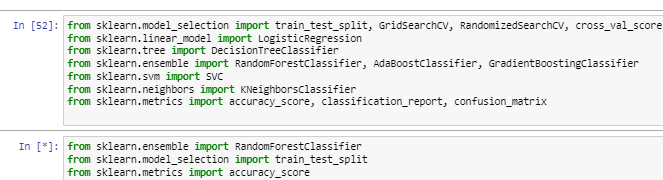 In [52]: from sklearn.model_selection import train_test_split, GridSearchCV, RandomizedSearchCV, cross_val_score
from sklearn.linear_model import LogisticRegression
from sklearn.tree import DecisionTreeClassifier
from sklearn.ensemble import RandomForestClassifier, AdaBoostClassifier, GradientBoostingClassifier
from sklearn.svm import SVC
from sklearn.neighbors import KNeighborsClassifier
from sklearn.metrics import accuracy_score, classification_report, confusion_matrix
In [*]: from sklearn.ensemble import RandomForestClassifier
from sklearn.model_selection import train_test_split
from sklearn.metrics import accuracy_score